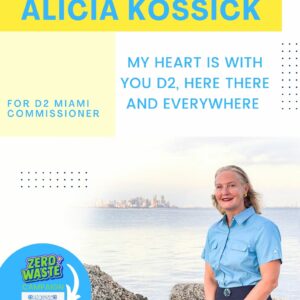 ALICIA KOSSICK
MY HEART IS WITH
YOU D2, HERE THERE
AND EVERYWHERE
FOR D2 MIAMI
COMMISSIONER
ZERO
WASTE
CAMPAIGN